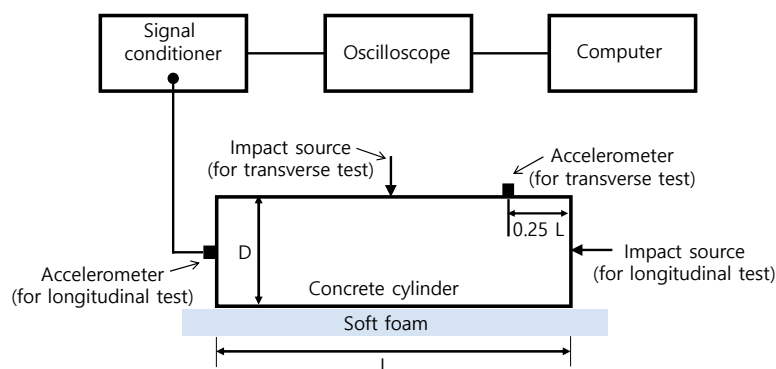 Signal
conditioner
Oscilloscope
Computer
Impact source
(for transverse test)
Accelerometer
(for transverse test)
0.25 L
D
Impact source
(for longitudinal test)
Accelerometer
(for longitudinal test)
Concrete cylinder
Soft foam
L